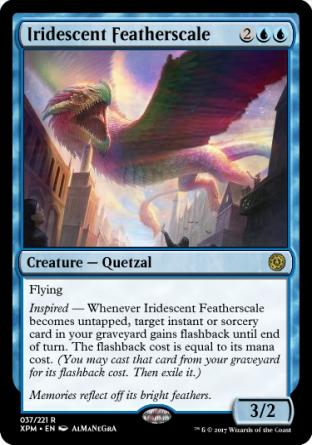 Iridescent Featherscale 2
Creature — Quetzal
Flying
Inspired — Whenever Iridescent Featherscale
becomes untapped, target instant or sorcery
card in your graveyard gains flashback until end
of turn. The flashback cost is equal to its mana
cost. (You may cast that card from your graveyard
for its flashback cost. Then exile it.)
Memories reflect off its bright feathers.
3/2
037/221 R
XPM • EN AlMaNeGrA
™ & © 2017 Wizards of the Coast